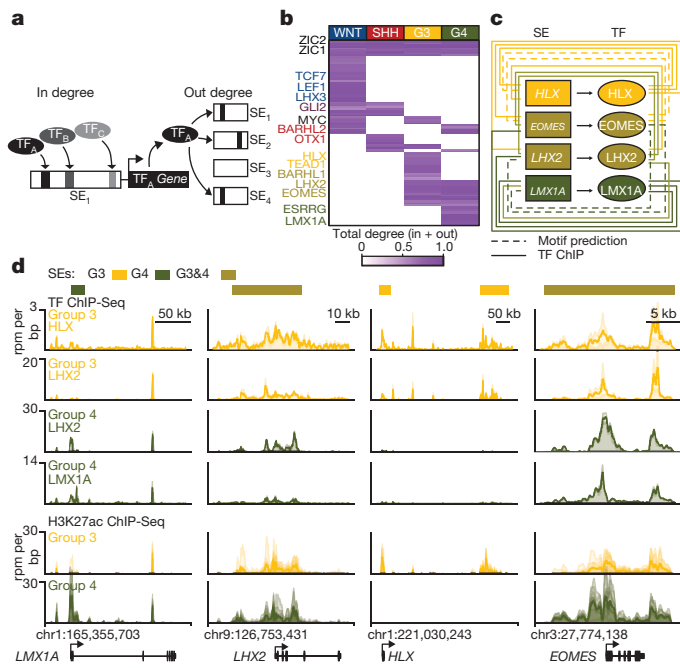 a
In degree
Out degree
TFA
TFB
TFC
SE1
TFA Gene
TFA
SE1
SE2
SE3
SE4
b
WNT SHH G3 G4
ZIC2
ZIC1
TCF7
LEF1
LHX3
GLI2
MYC
BARHL2
OTX1
HLX
TEAD1
BARHL1
LHX2
EOMES
ESRRG
LMX1A
Total degree (in + out)
0 0.5 1.0
c
SE TF
HLX HLX
EOMES EOMES
LHX2 LHX2
LMX1A LMX1A
Motif prediction
TF ChIP
d
SEs: G3 G4 G3&4
TF ChIP-Seq
50 kb 10 kb 50 kb 5 kb
rpm per bp
3
Group 3
HLX
20
Group 3
LHX2
30
Group 4
LHX2
14
Group 4
LMX1A
H3K27ac ChIP-Seq
rpm per bp
30
Group 3
30
Group 4
chr1:165,355,703 chr9:126,753,431 chr1:221,030,243 chr3:27,774,138
LMX1A LHX2 HLX EOMES